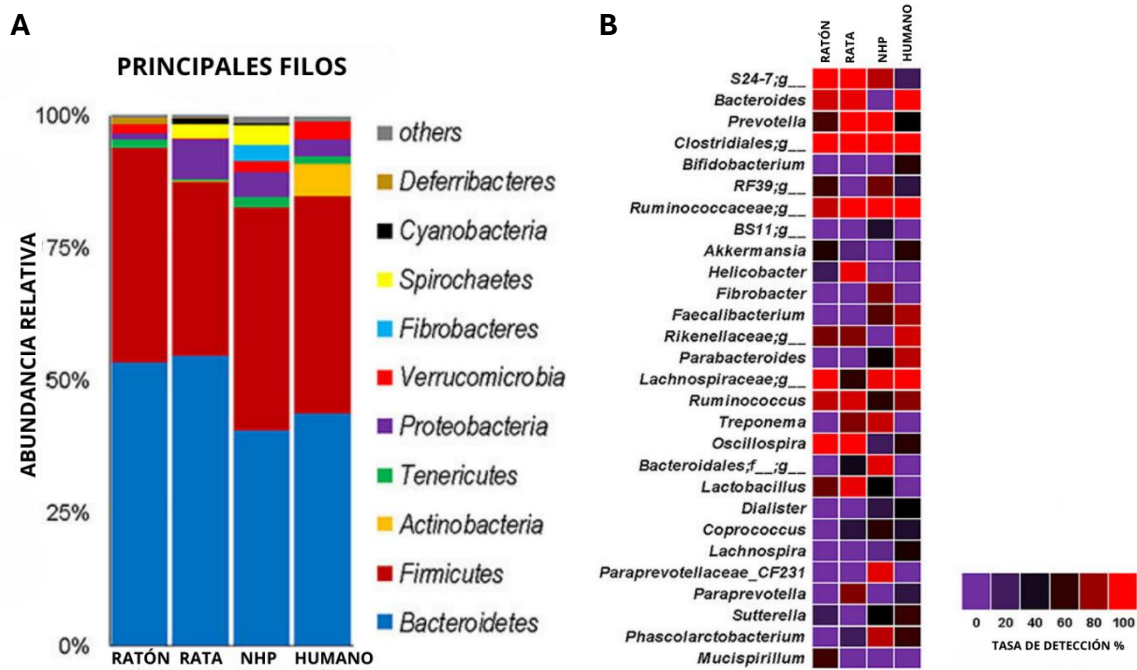 A
PRINCIPALES FILOS
ABUNDANCIA RELATIVA
100%
75%
50%
25%
0%
RATÓN RATA NHP HUMANO
others
Deferribacteres
Cyanobacteria
Spirochaetes
Fibrobacteres
Verrucomicrobia
Proteobacteria
Tenericutes
Actinobacteria
Firmicutes
Bacteroidetes
B
RATÓN
RATA
NHP
HUMANO
S24-7;g__
Bacteroides
Prevotella
Clostridiales;g__
Bifidobacterium
RF39;g__
Ruminococcaceae;g__
BS11;g__
Akkermansia
Helicobacter
Fibrobacter
Faecalibacterium
Rikenellaceae;g__
Parabacteroides
Lachnospiraceae;g__
Ruminococcus
Treponema
Oscillospira
Bacteroidales;f__;g__
Lactobacillus
Dialister
Coprococcus
Lachnospira
Paraprevotellaceae_CF231
Paraprevotella
Sutterella
Phascolarctobacterium
Mucispirillum
0 20 40 60 80 100
TASA DE DETECCIÓN %